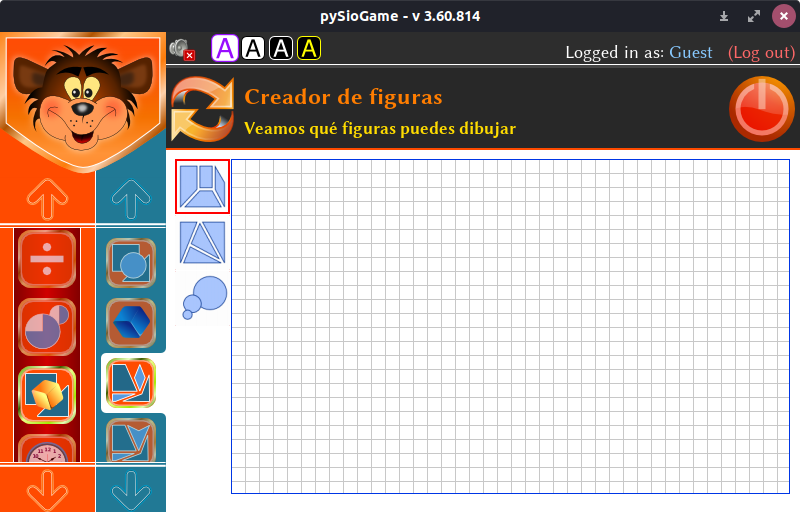 pySioGame - v 3.60.814
A A A A
Logged in as: Guest (Log out)
Creador de figuras
Veamos qué figuras puedes dibujar